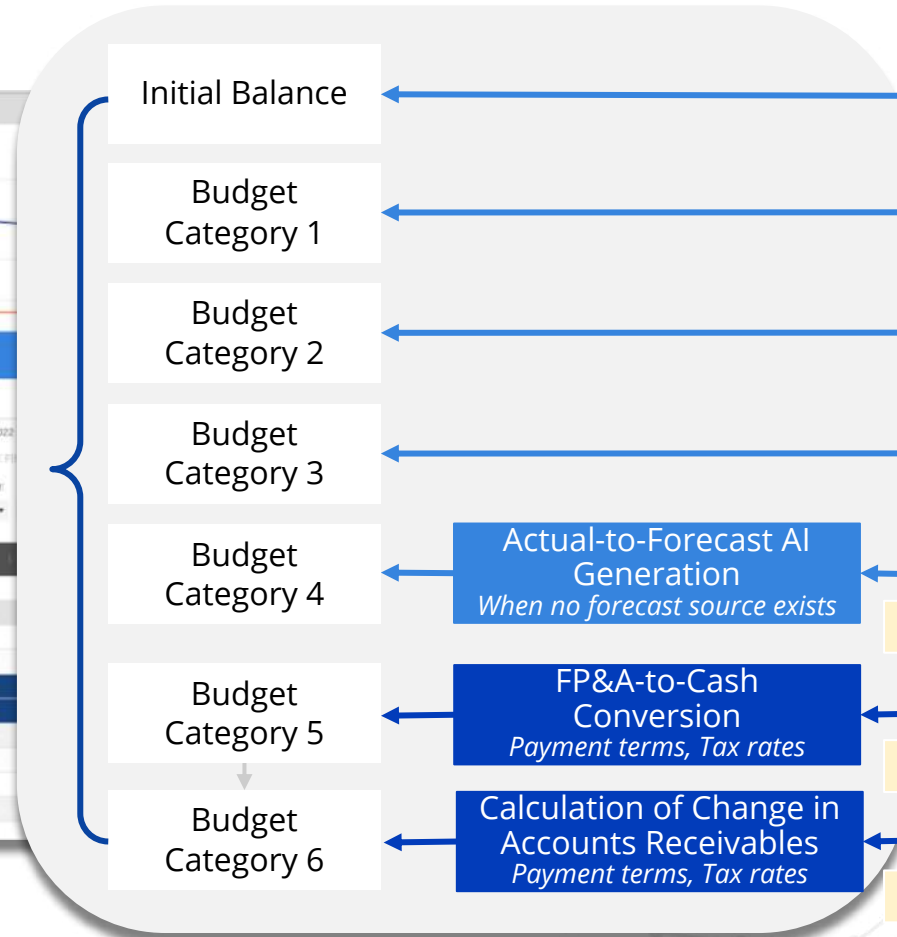 Initial Balance
Budget
Category 1
Budget
Category 2
Budget
Category 3
Budget
Category 4
Actual-to-Forecast AI
Generation
When no forecast source exists
Budget
Category 5
FP&A-to-Cash
Conversion
Payment terms, Tax rates
Budget
Category 6
Calculation of Change in
Accounts Receivables
Payment terms, Tax rates